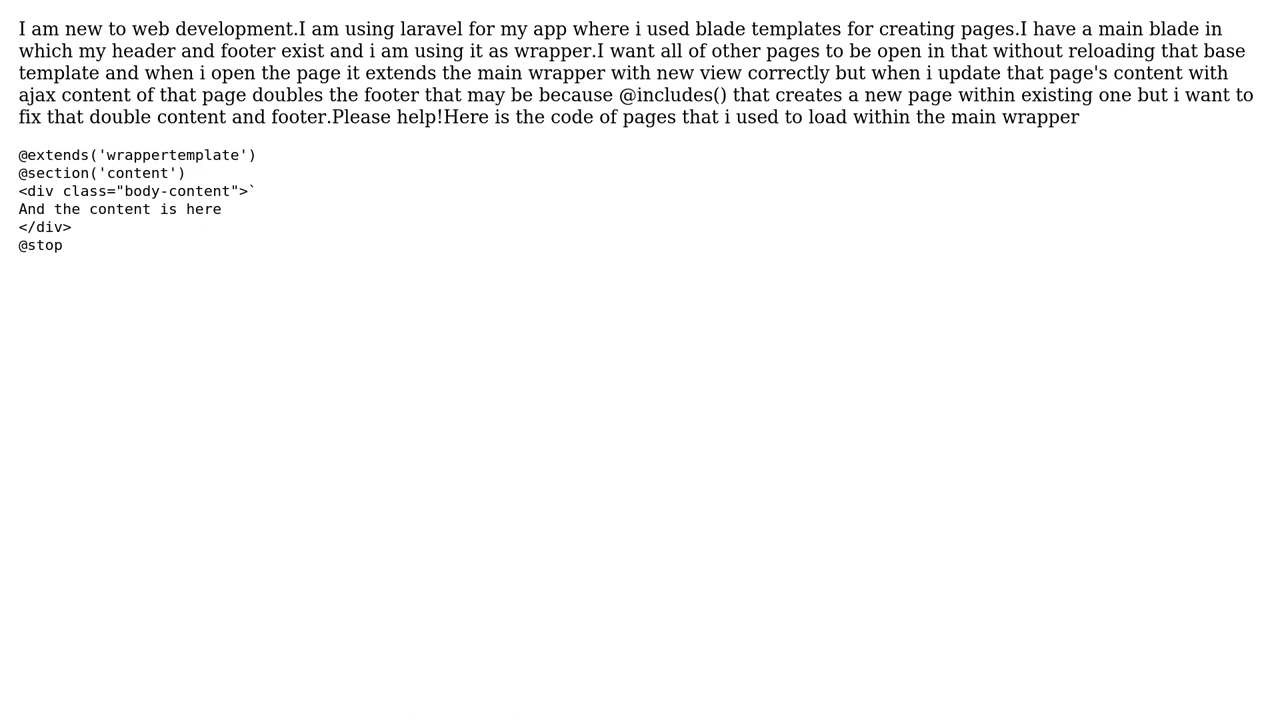 I am new to web development.I am using laravel for my app where i used blade templates for creating pages.I have a main blade in
which my header and footer exist and i am using it as wrapper.I want all of other pages to be open in that without reloading that base
template and when i open the page it extends the main wrapper with new view correctly but when i update that page's content with
ajax content of that page doubles the footer that may be because @includes() that creates a new page within existing one but i want to
fix that double content and footer.Please help!Here is the code of pages that i used to load within the main wrapper
@extends('wrappertemplate')
@section('content')
<div class="body-content">`
And the content is here
</div>
@stop